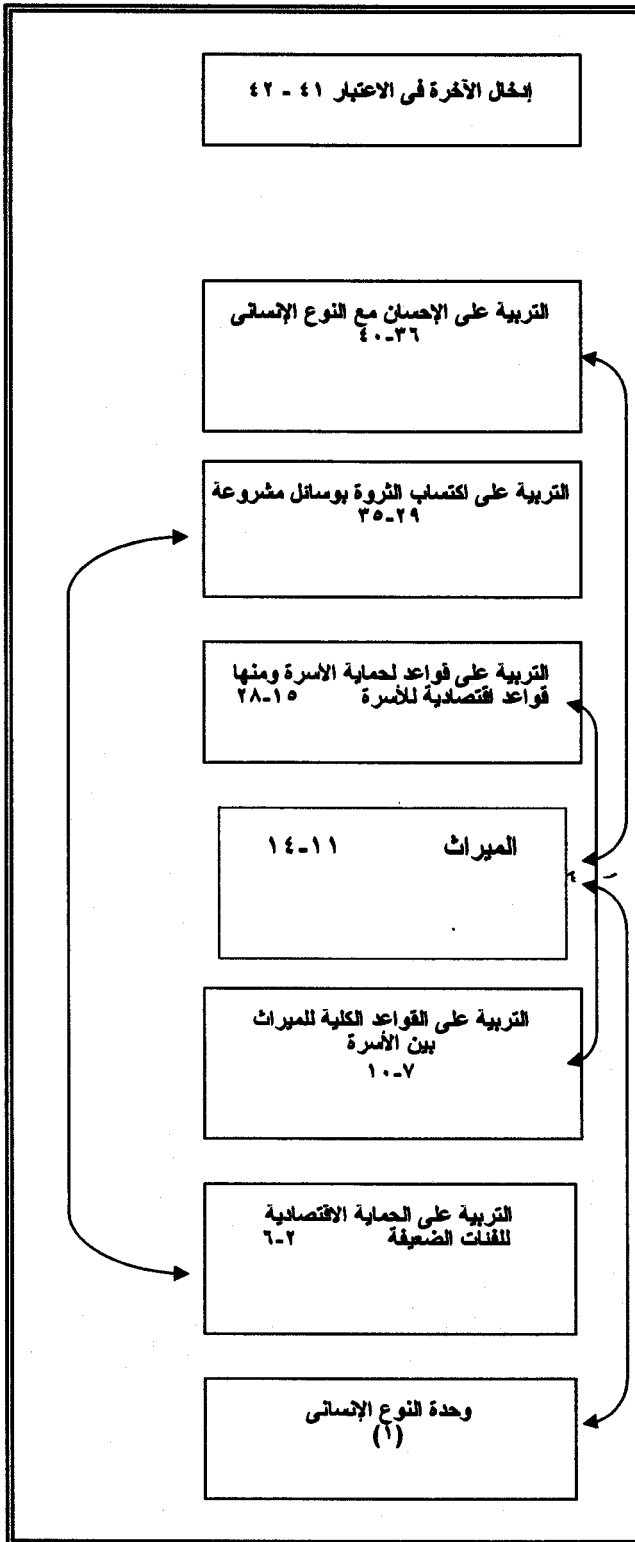 إدخال الآخرة فى الاعتبار ٤١ - ٤٢
التربية على الإحسان مع النوع الإنسانى
٣٦-٤٠
التربية على اكتساب الثروة بوسائل مشروعة
٢٩-٣٥
التربية على قواعد لحماية الأسرة ومنها
قواعد اقتصادية للأسرة ١٥-٢٨
الميراث ١١-١٤
التربية على القواعد الكلية للميراث
بين الأسرة
٧-١٠
التربية على الحماية الاقتصادية
للفئات الضعيفة ٢-٦
وحدة النوع الإنسانى
(١)